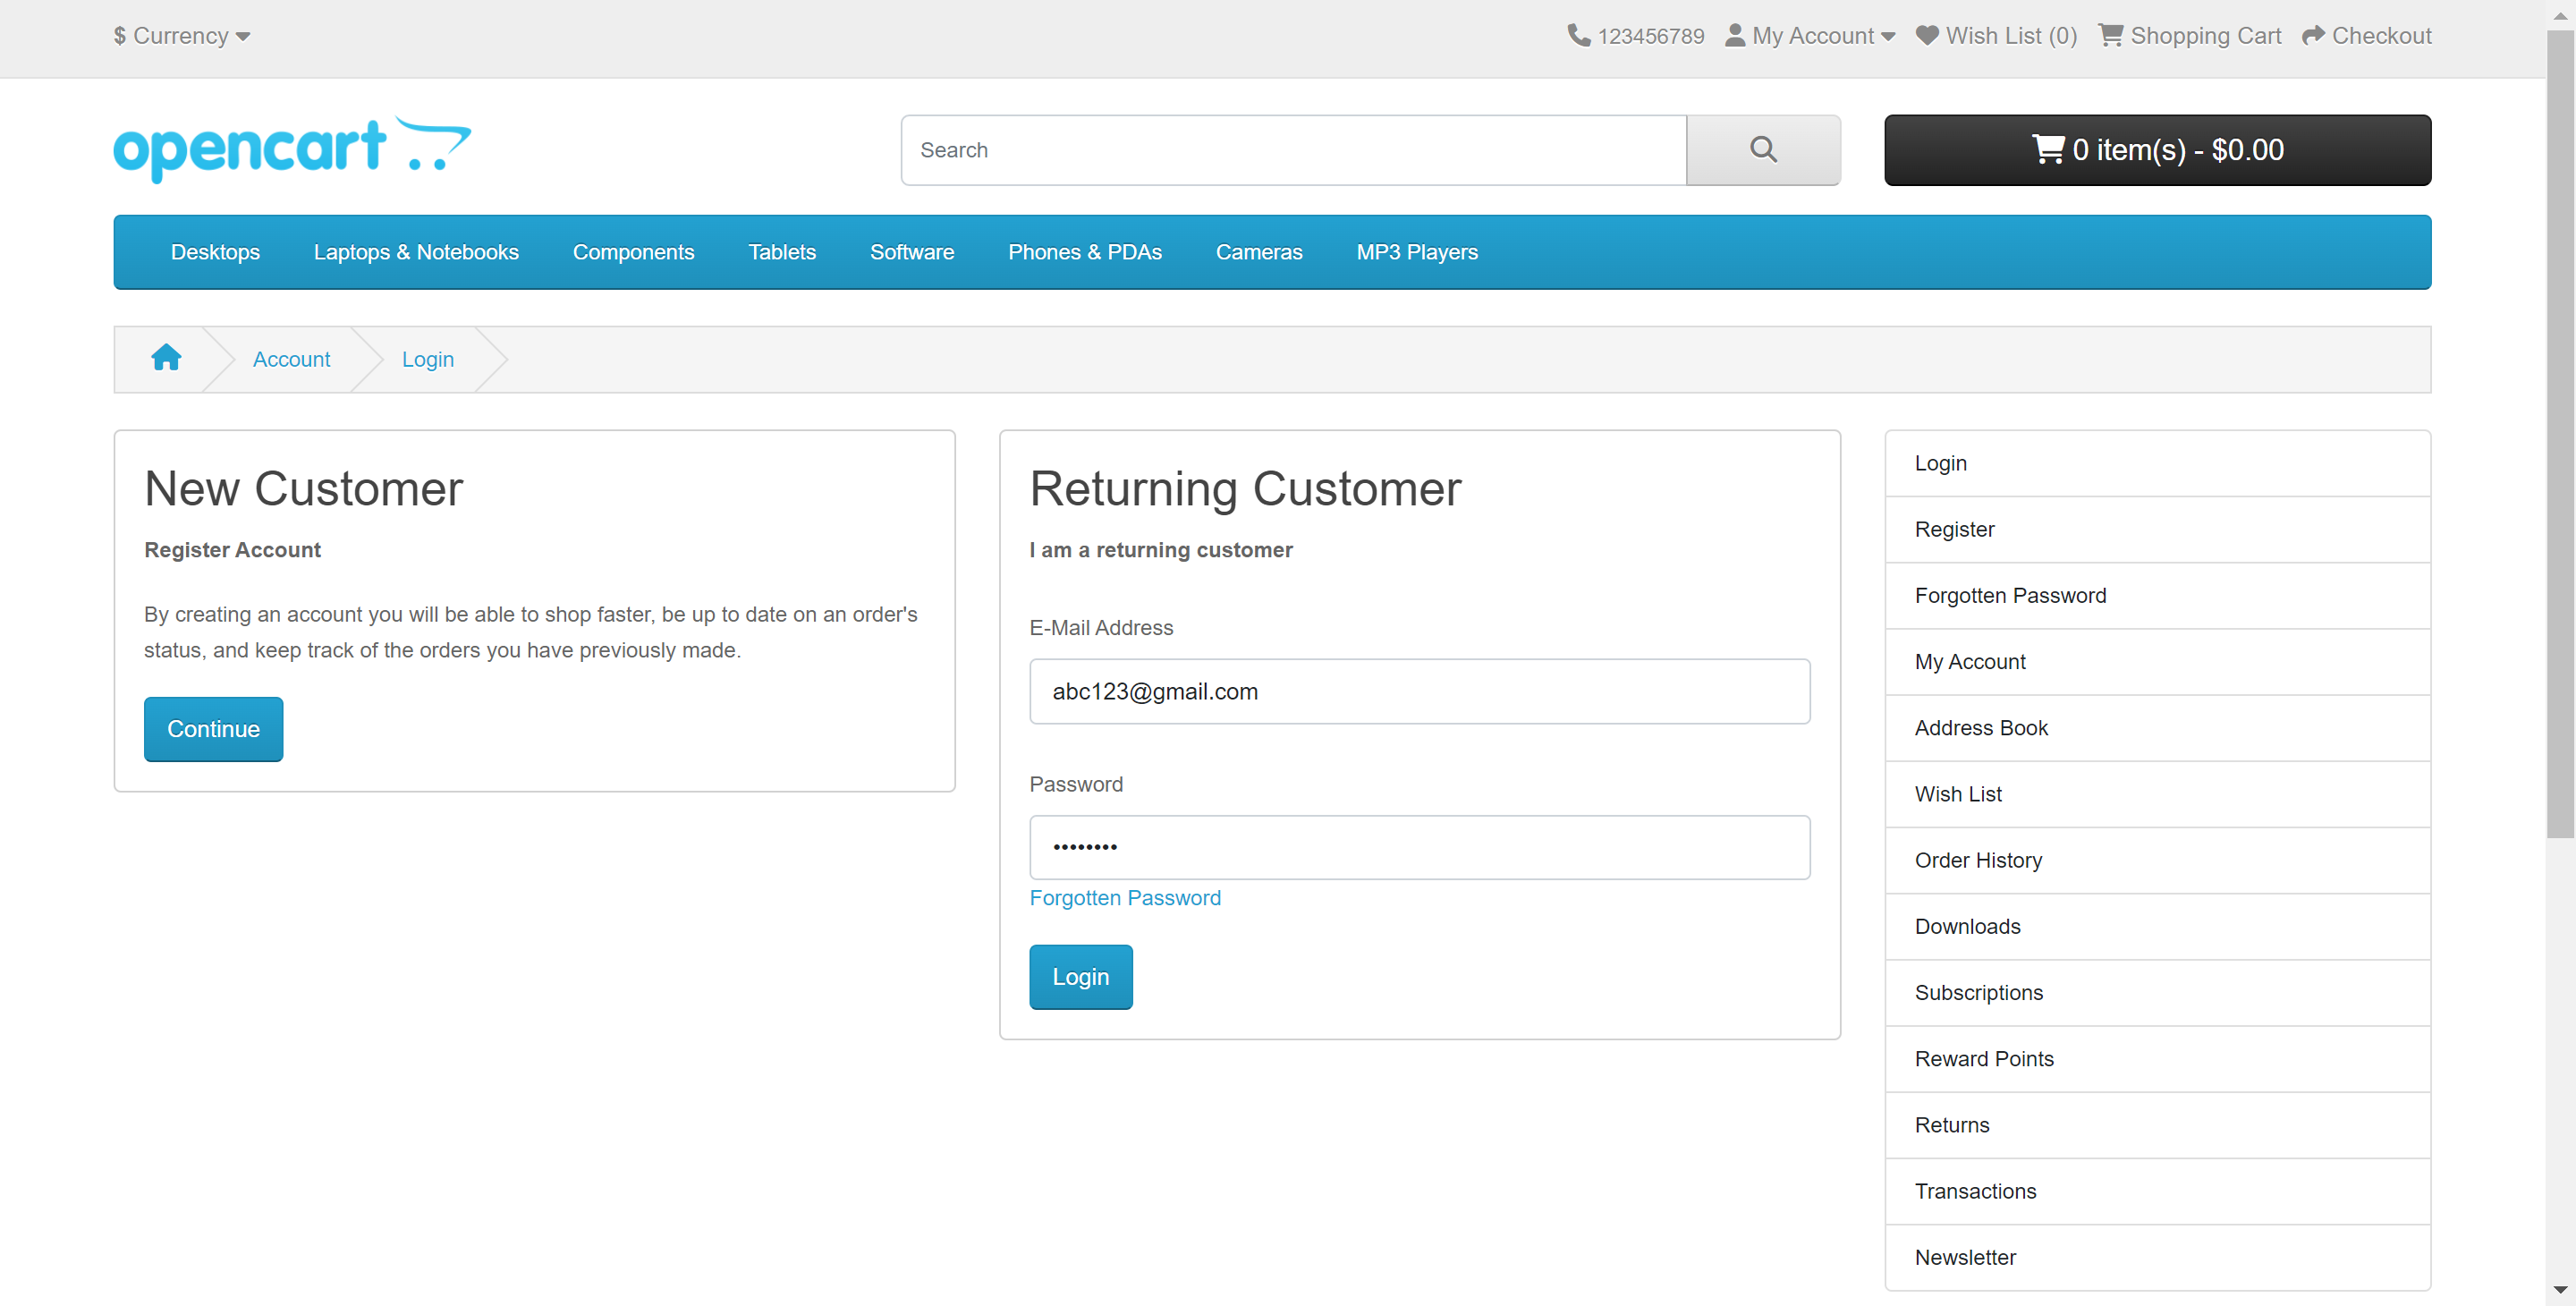 $ Currency
123456789 My Account Wish List (0) Shopping Cart Checkout
opencart
Search
0 item(s) - $0.00
Desktops Laptops & Notebooks Components Tablets Software Phones & PDAs Cameras MP3 Players
Account Login
New Customer
Register Account
By creating an account you will be able to shop faster, be up to date on an order's
status, and keep track of the orders you have previously made.
Continue
Returning Customer
I am a returning customer
E-Mail Address
abc123@gmail.com
Password
••••••••
Forgotten Password
Login
Login
Register
Forgotten Password
My Account
Address Book
Wish List
Order History
Downloads
Subscriptions
Reward Points
Returns
Transactions
Newsletter